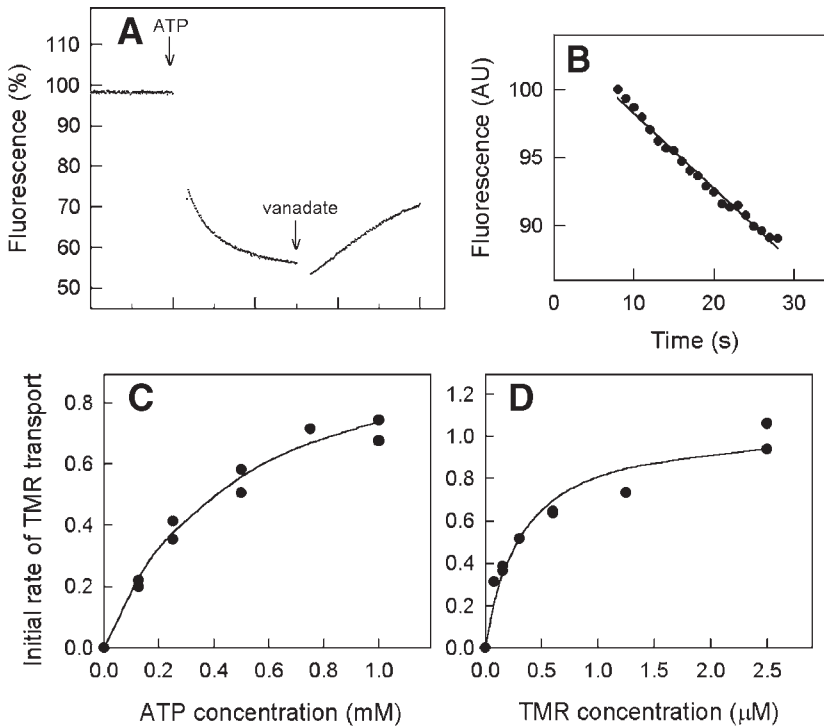 A
ATP
vanadate
Fluorescence (%)
110
100
90
80
70
60
50
B
Fluorescence (AU)
100
95
90
0 10 20 30
Time (s)
C
Initial rate of TMR transport
0.8
0.6
0.4
0.2
0.0
0.0 0.2 0.4 0.6 0.8 1.0
ATP concentration (mM)
D
1.2
1.0
0.8
0.6
0.4
0.2
0.0
0.0 0.5 1.0 1.5 2.0 2.5
TMR concentration (μM)